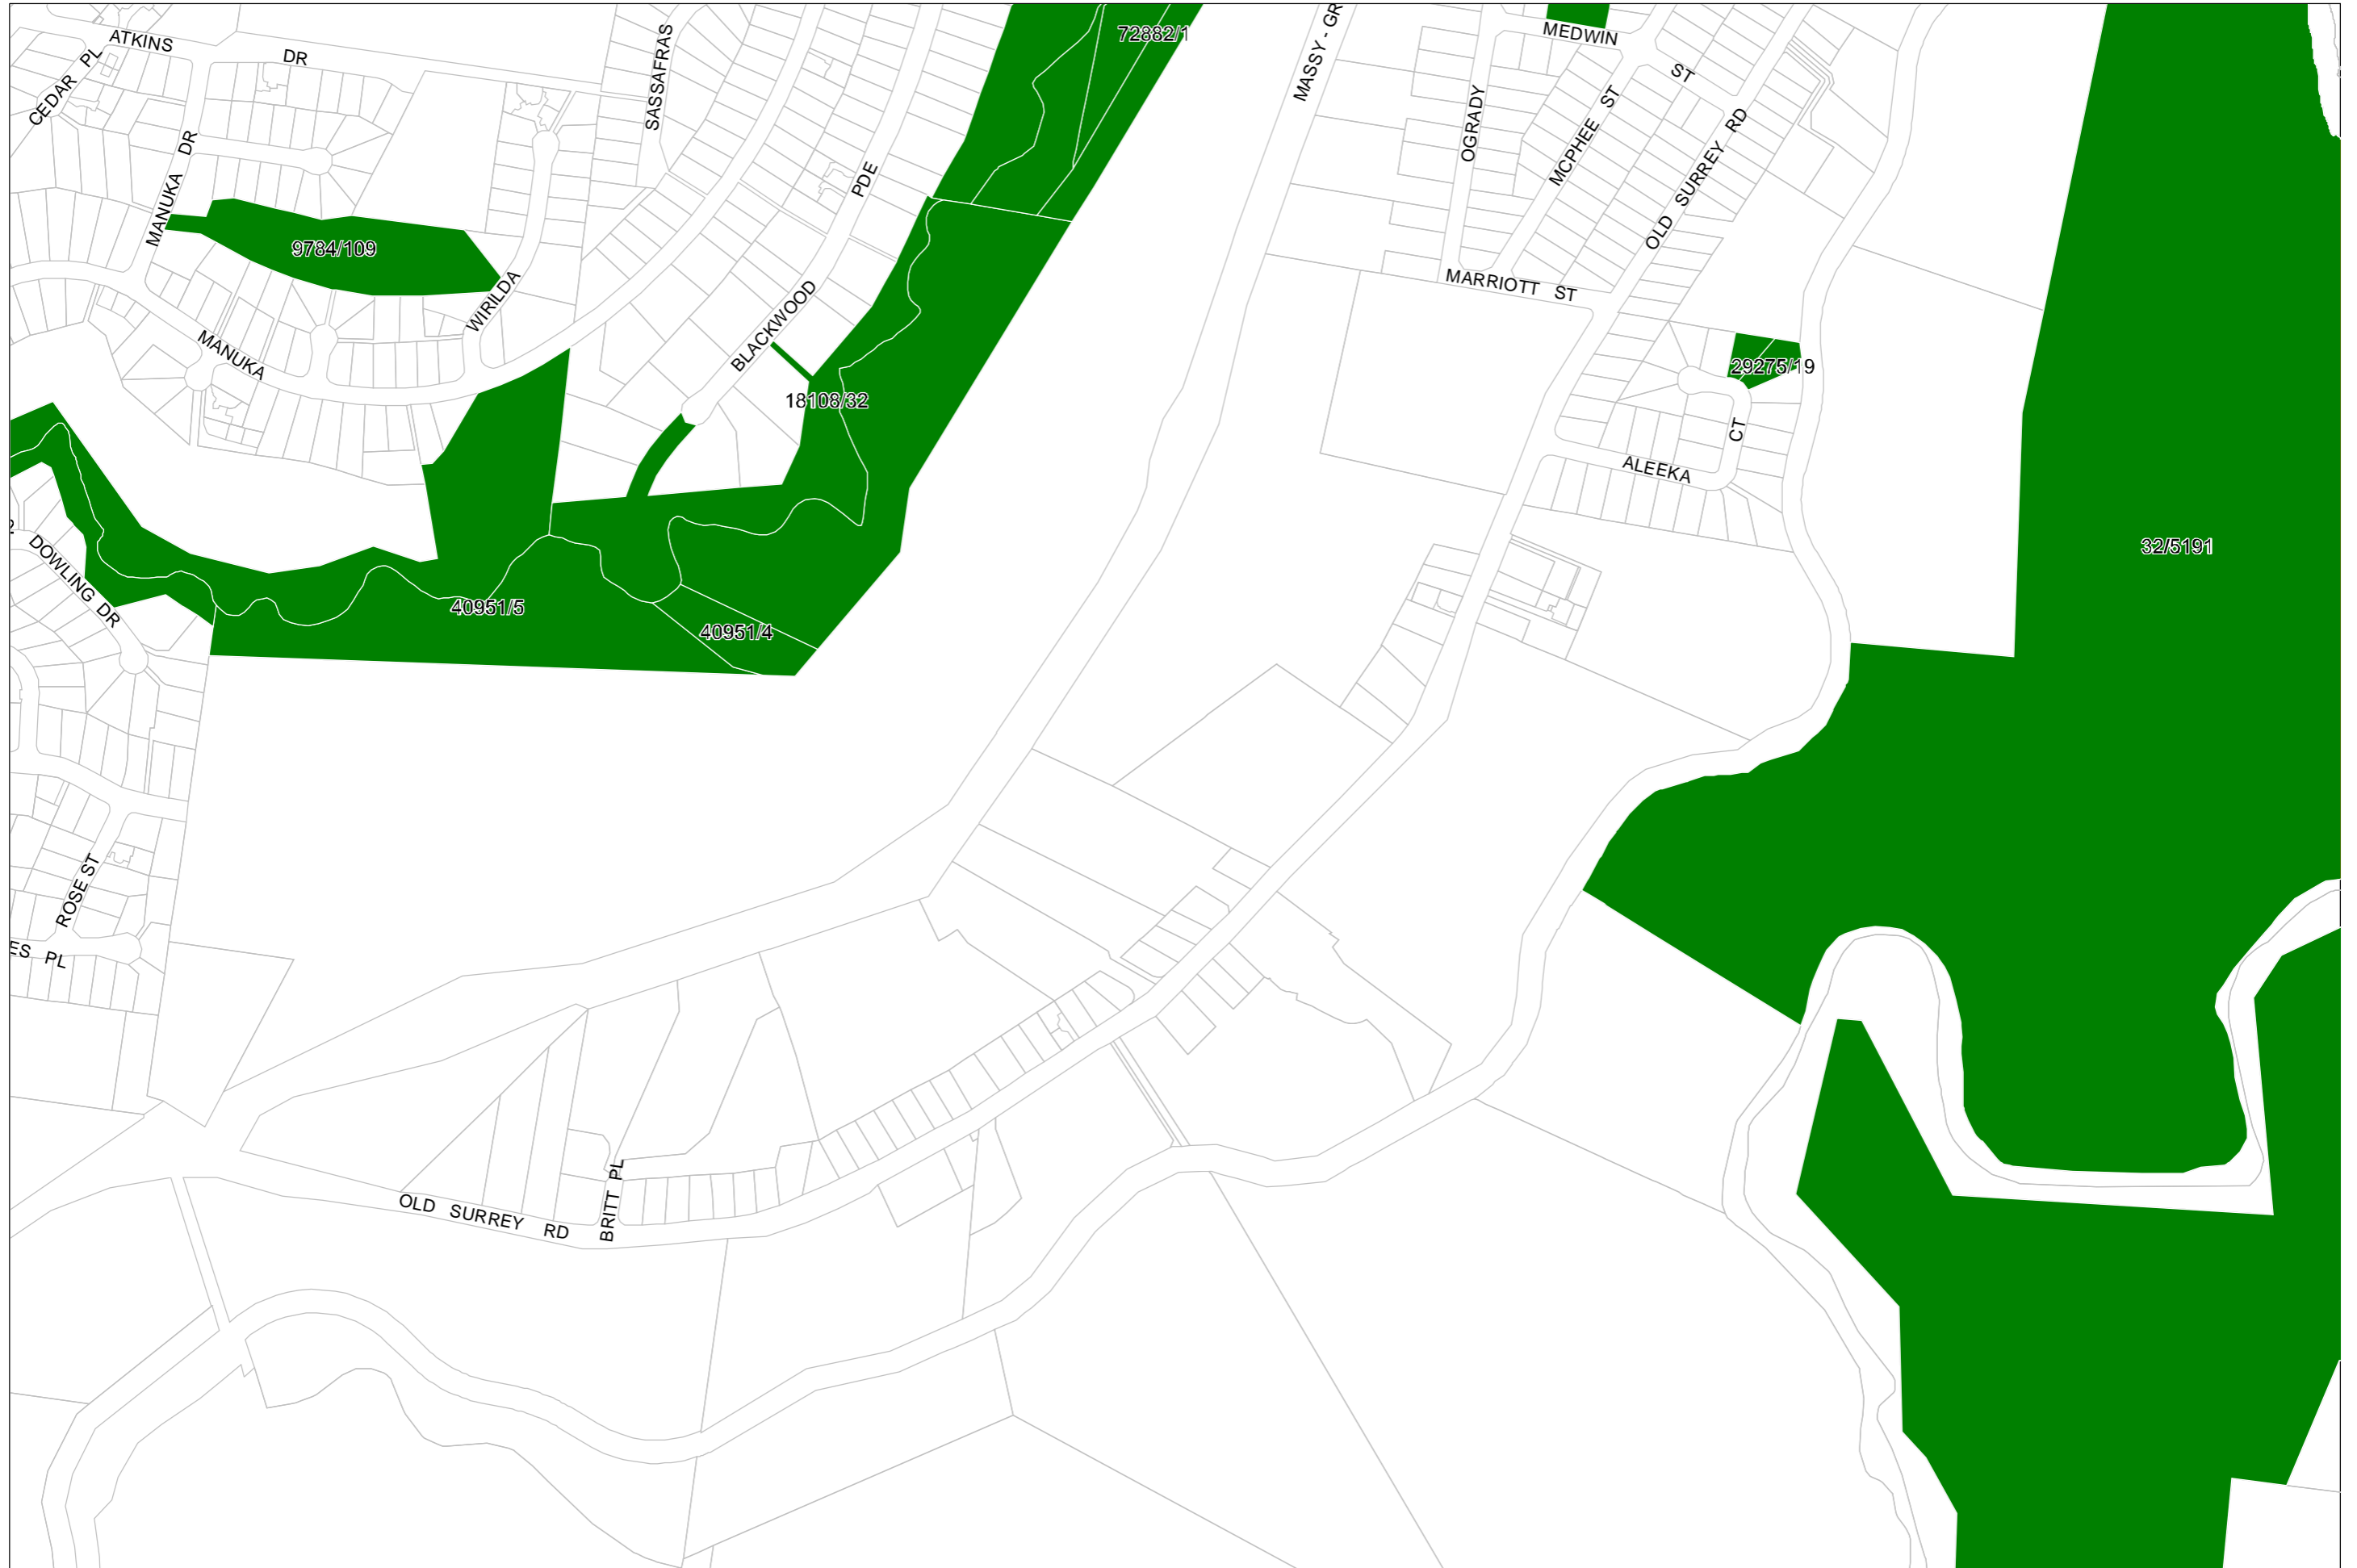 72882/1
MASSY - GR
MEDWIN
ST
ATKINS
DR
CEDAR PL
SASSAFRAS
OGRADY
MCPHEE ST
OLD SURREY RD
MANUKA DR
9784/109
PDE
BLACKWOOD
WIRILDA
MARRIOTT ST
MANUKA
29275/19
18108/32
CT
ALEEKA
DOWLING DR
32/5191
40951/5
40951/4
ROSE ST
ES PL
OLD SURREY RD
BRITT PL